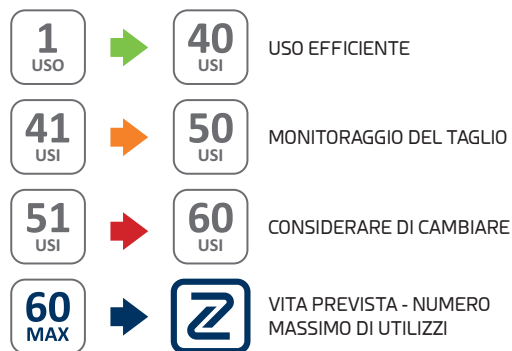 1 USO 40 USI USO EFFICIENTE
41 USI 50 USI MONITORAGGIO DEL TAGLIO
51 USI 60 USI CONSIDERARE DI CAMBIARE
60 MAX Z VITA PREVISTA - NUMERO
MASSIMO DI UTILIZZI